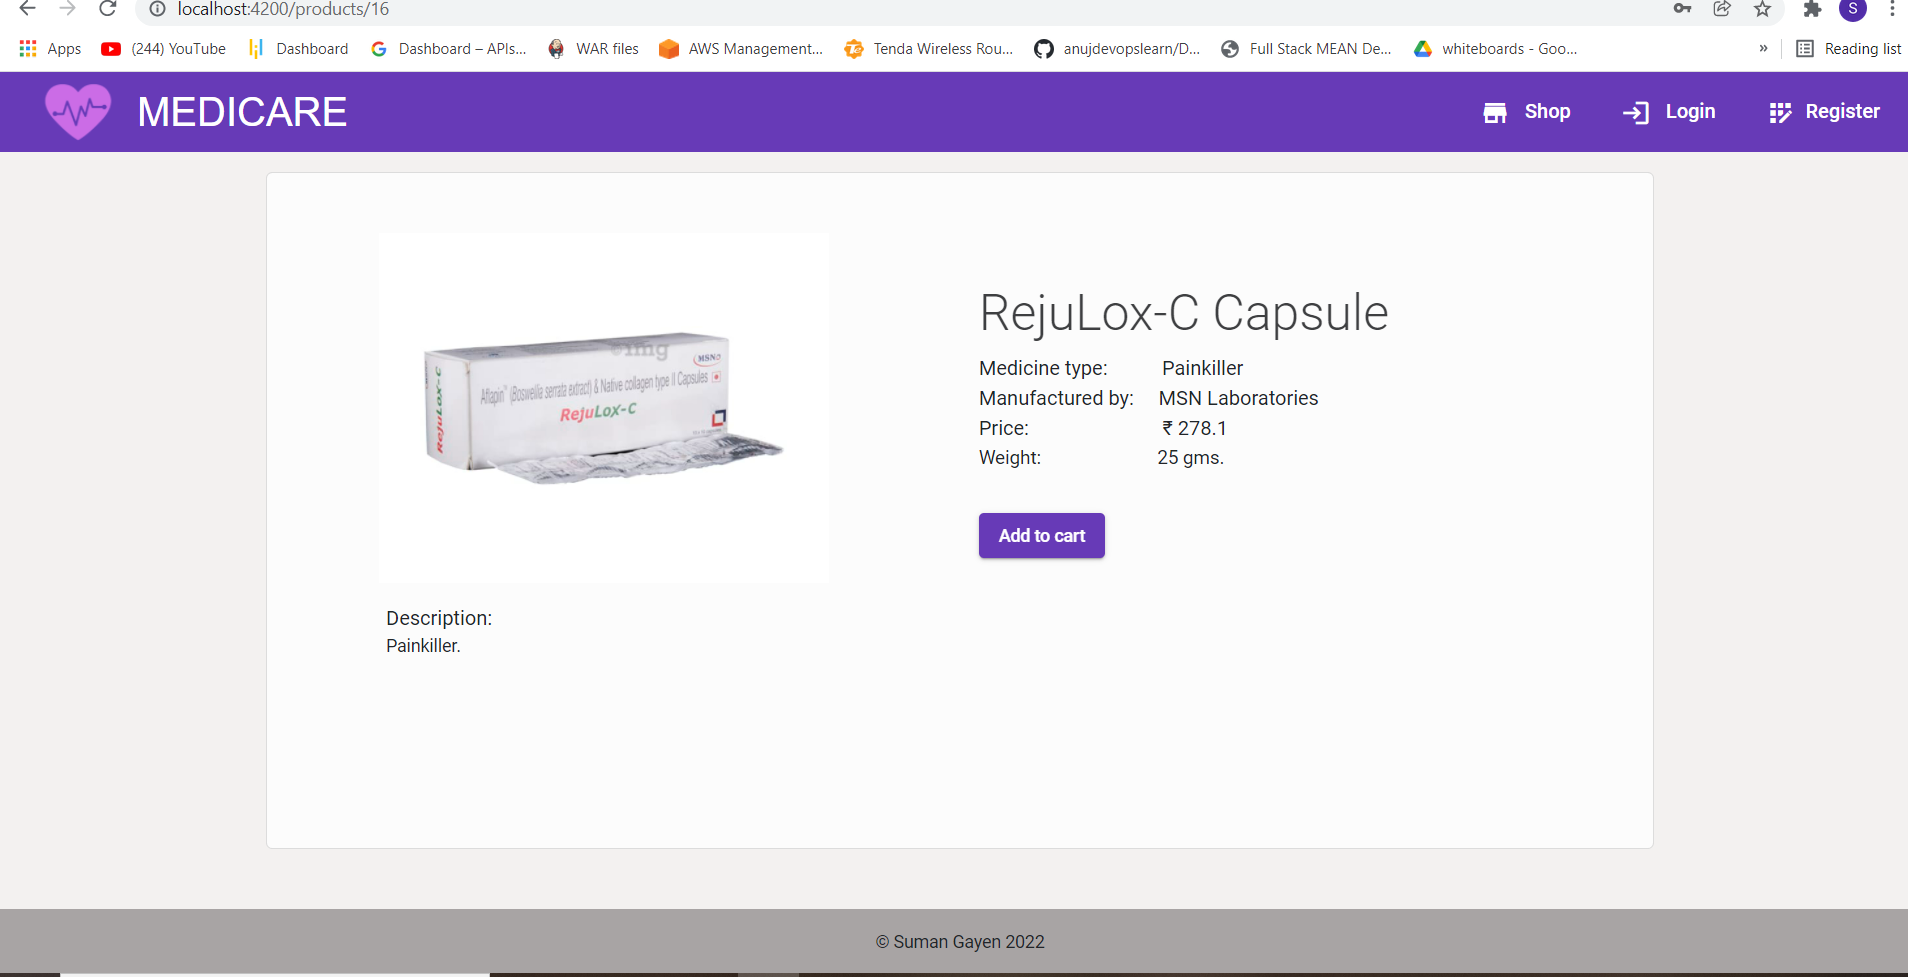 localhost:4200/products/16
S
Apps (244) YouTube Dashboard Dashboard – APIs... WAR files AWS Management... Tenda Wireless Rou... anujdevopslearn/D... Full Stack MEAN De... whiteboards - Goo... » Reading list
MEDICARE Shop Login Register
1mg
MSN
Aflapin (Boswellia serrata extract) & Native collagen type II Capsules
RejuLox-C
RejuLox-C
RejuLox-C Capsule
Medicine type: Painkiller
Manufactured by: MSN Laboratories
Price: ₹ 278.1
Weight: 25 gms.
Add to cart
Description:
Painkiller.
© Suman Gayen 2022